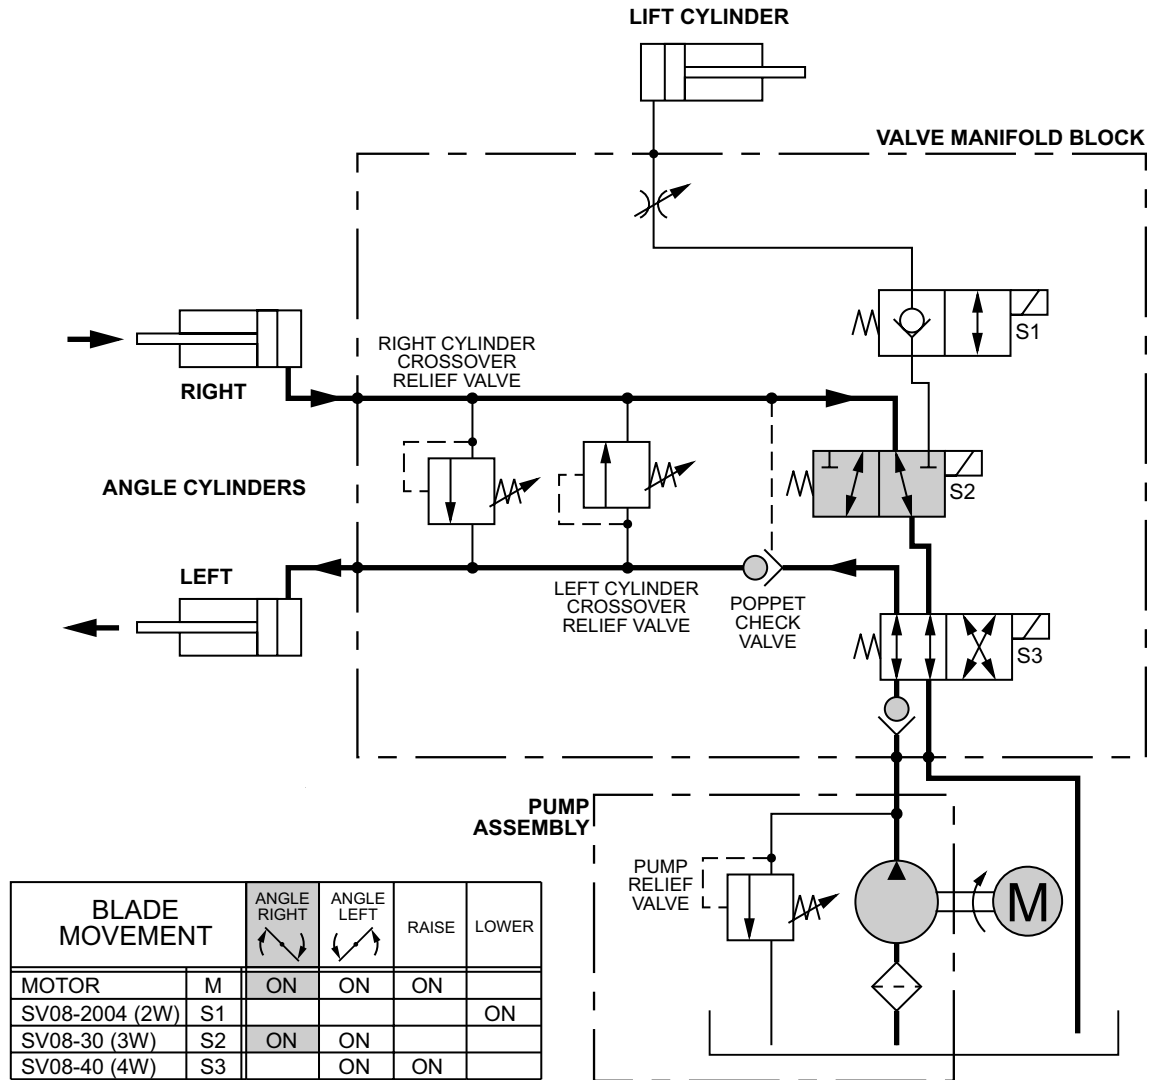 LIFT CYLINDER
VALVE MANIFOLD BLOCK
S1
RIGHT CYLINDER
CROSSOVER
RELIEF VALVE
RIGHT
ANGLE CYLINDERS
S2
LEFT
LEFT CYLINDER
CROSSOVER
RELIEF VALVE
POPPET
CHECK
VALVE
S3
PUMP
ASSEMBLY
PUMP
RELIEF
VALVE
M
BLADE
MOVEMENT
ANGLE
RIGHT
ANGLE
LEFT
RAISE
LOWER
MOTOR M ON ON ON
SV08-2004 (2W) S1 ON
SV08-30 (3W) S2 ON ON
SV08-40 (4W) S3 ON ON